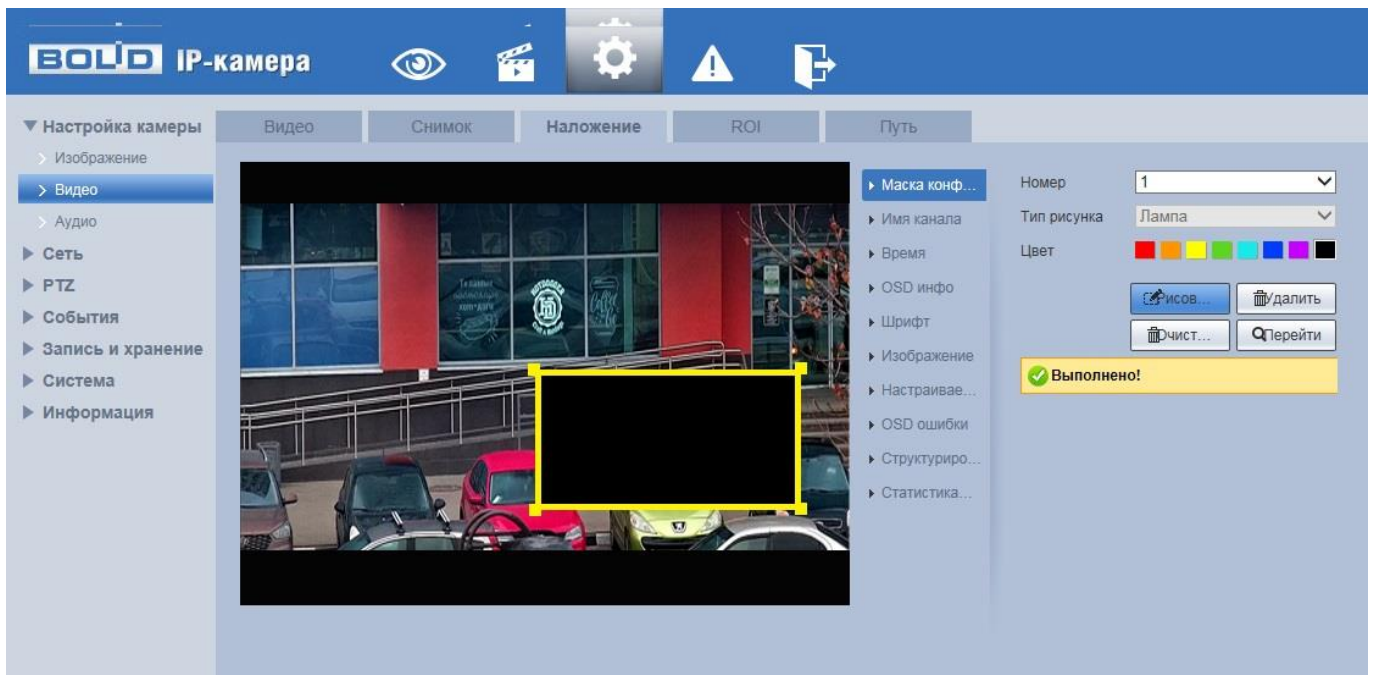 BOLID IP-камера
Настройка камеры
Изображение
Видео
Аудио
Сеть
PTZ
События
Запись и хранение
Система
Информация
Видео Снимок Наложение ROI Путь
Маска конф...
Имя канала
Время
OSD инфо
Шрифт
Изображение
Настраивае...
OSD ошибки
Структуриро...
Статистика...
Номер 1
Тип рисунка Лампа
Цвет
Рисов... Удалить
Очист... Перейти
Выполнено!